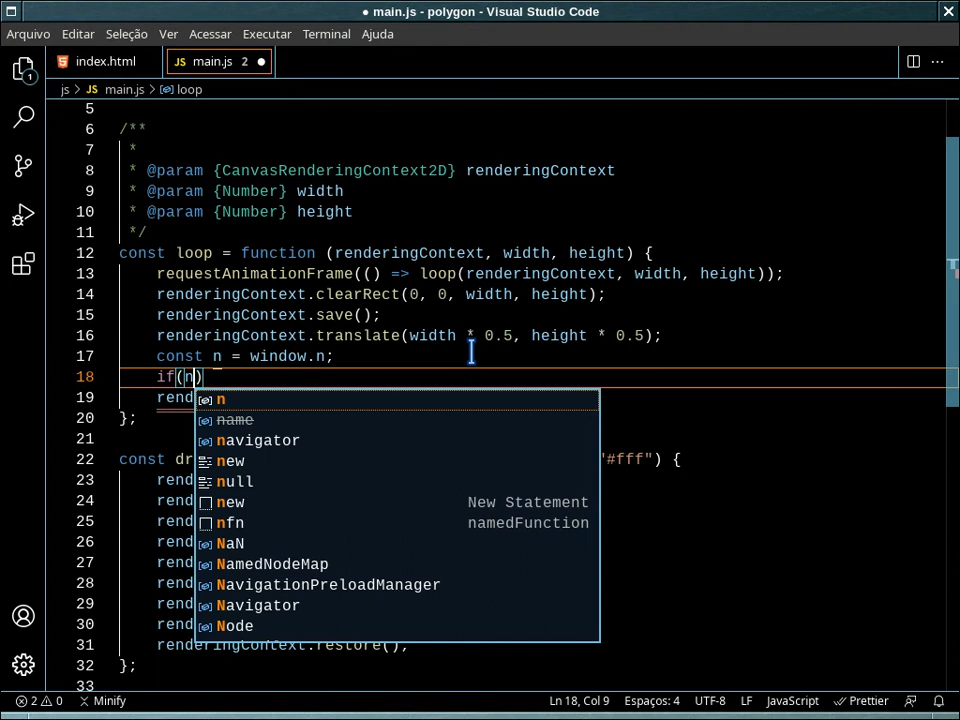 ● main.js - polygon - Visual Studio Code
Arquivo Editar Seleção Ver Acessar Executar Terminal Ajuda
1
index.html JS main.js 2 ●
js > JS main.js > loop
5
6 /**
7 *
8 * @param {CanvasRenderingContext2D} renderingContext
9 * @param {Number} width
10 * @param {Number} height
11 */
12 const loop = function (renderingContext, width, height) {
13 requestAnimationFrame(() => loop(renderingContext, width, height));
14 renderingContext.clearRect(0, 0, width, height);
15 renderingContext.save();
16 renderingContext.translate(width * 0.5, height * 0.5);
17 const n = window.n;
18 if(n)
19 rend
n
20 };
name
21
navigator
22 const dr "#fff") {
new
23 rend
null
24 rend
new New Statement
25 rend
nfn namedFunction
26 rend
NaN
27 rend
NamedNodeMap
28 rend
NavigationPreloadManager
29 rend
Navigator
30 rend
Node
31 renderingContext.restore();
32 };
33
2 0 Minify Ln 18, Col 9 Espaços: 4 UTF-8 LF JavaScript Prettier